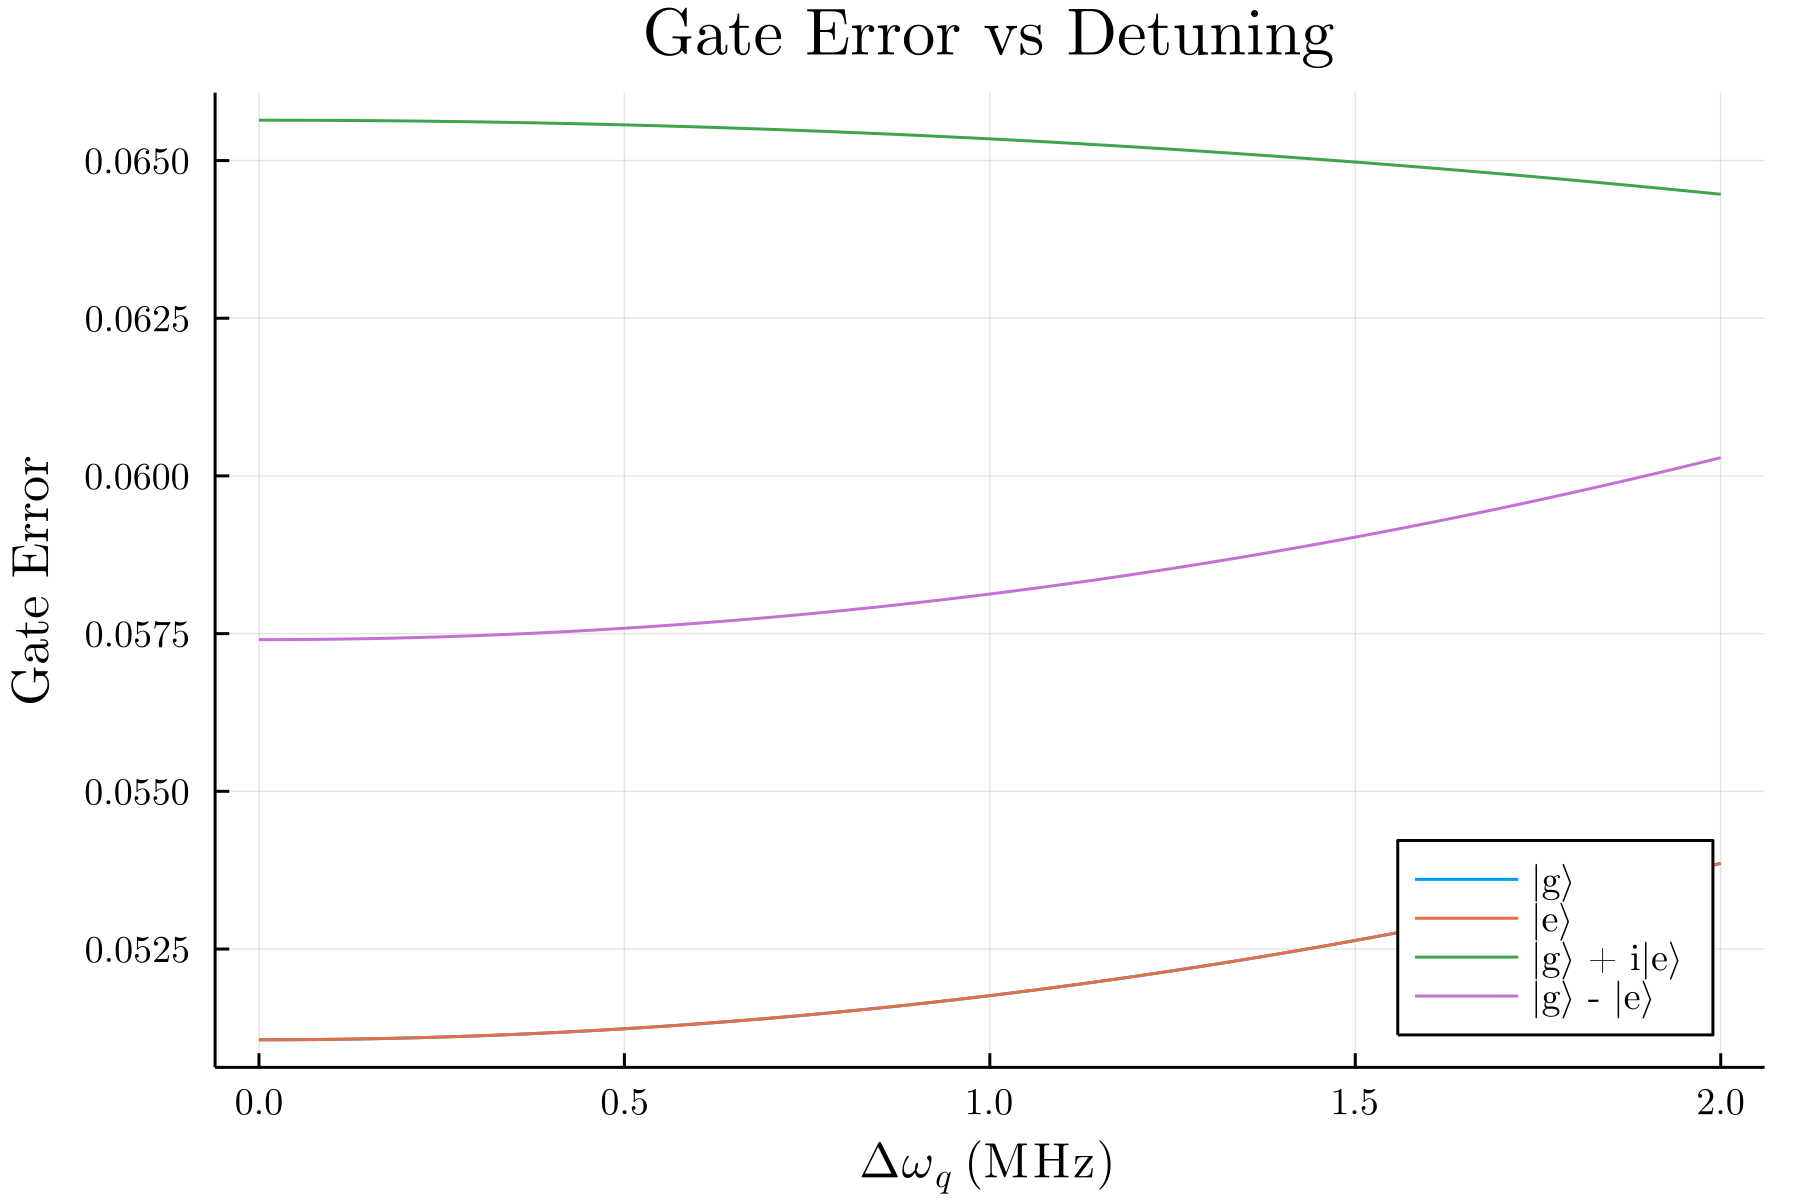 Gate Error vs Detuning
Gate Error
0.0650
0.0625
0.0600
0.0575
0.0550
0.0525
|g⟩
|e⟩
|g⟩ + i|e⟩
|g⟩ - |e⟩
0.0 0.5 1.0 1.5 2.0
Δω_q (MHz)